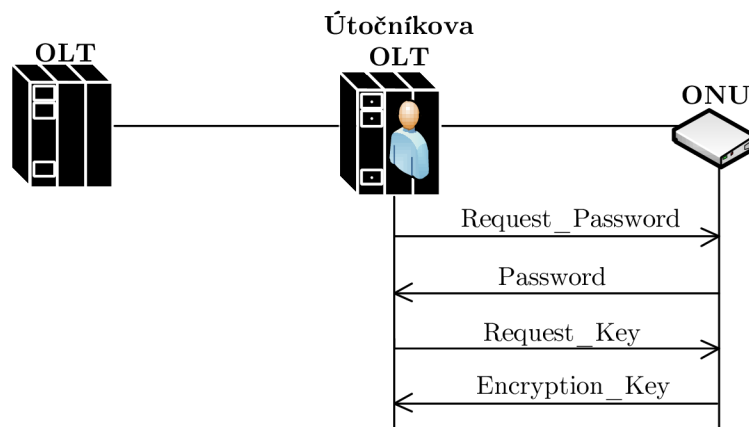 Útočníkova
OLT
OLT
ONU
Request_Password
Password
Request_Key
Encryption_Key